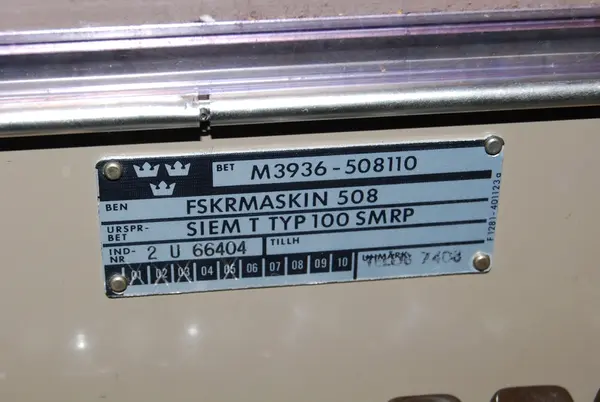 BET M3936-508110
BEN FSKRMASKIN 508
URSPR-BET SIEM T TYP 100 SMRP
IND-NR 2 U 66404 TILLH
01 02 03 04 05 06 07 08 09 10 UHMÄRK
F1281-401123a